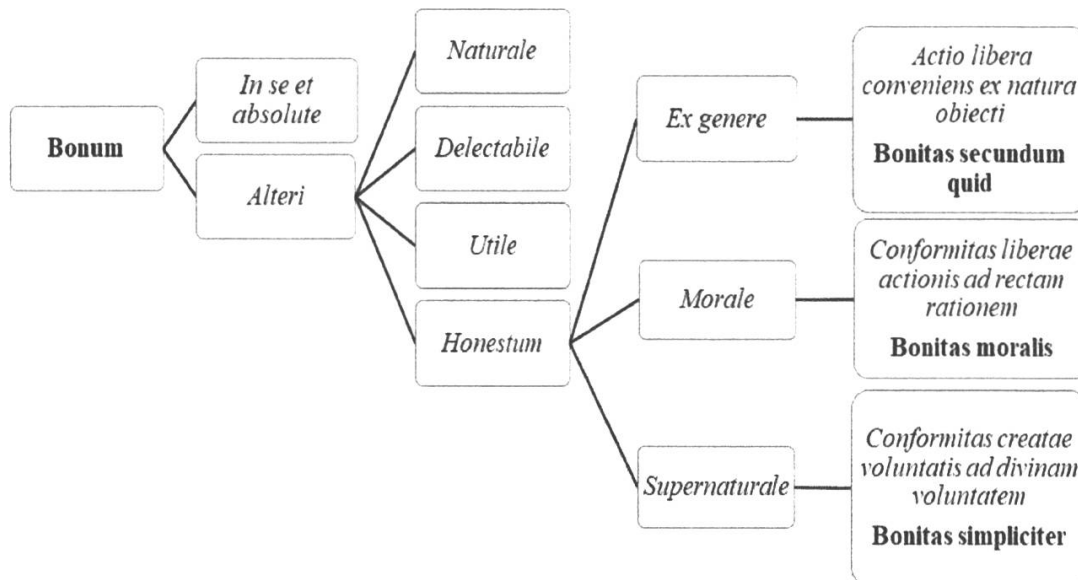 Bonum
In se et
absolute
Alteri
Naturale
Delectabile
Utile
Honestum
Ex genere
Morale
Supernaturale
Actio libera
conveniens ex natura
obiecti
Bonitas secundum
quid
Conformitas liberae
actionis ad rectam
rationem
Bonitas moralis
Conformitas creatae
voluntatis ad divinam
voluntatem
Bonitas simpliciter